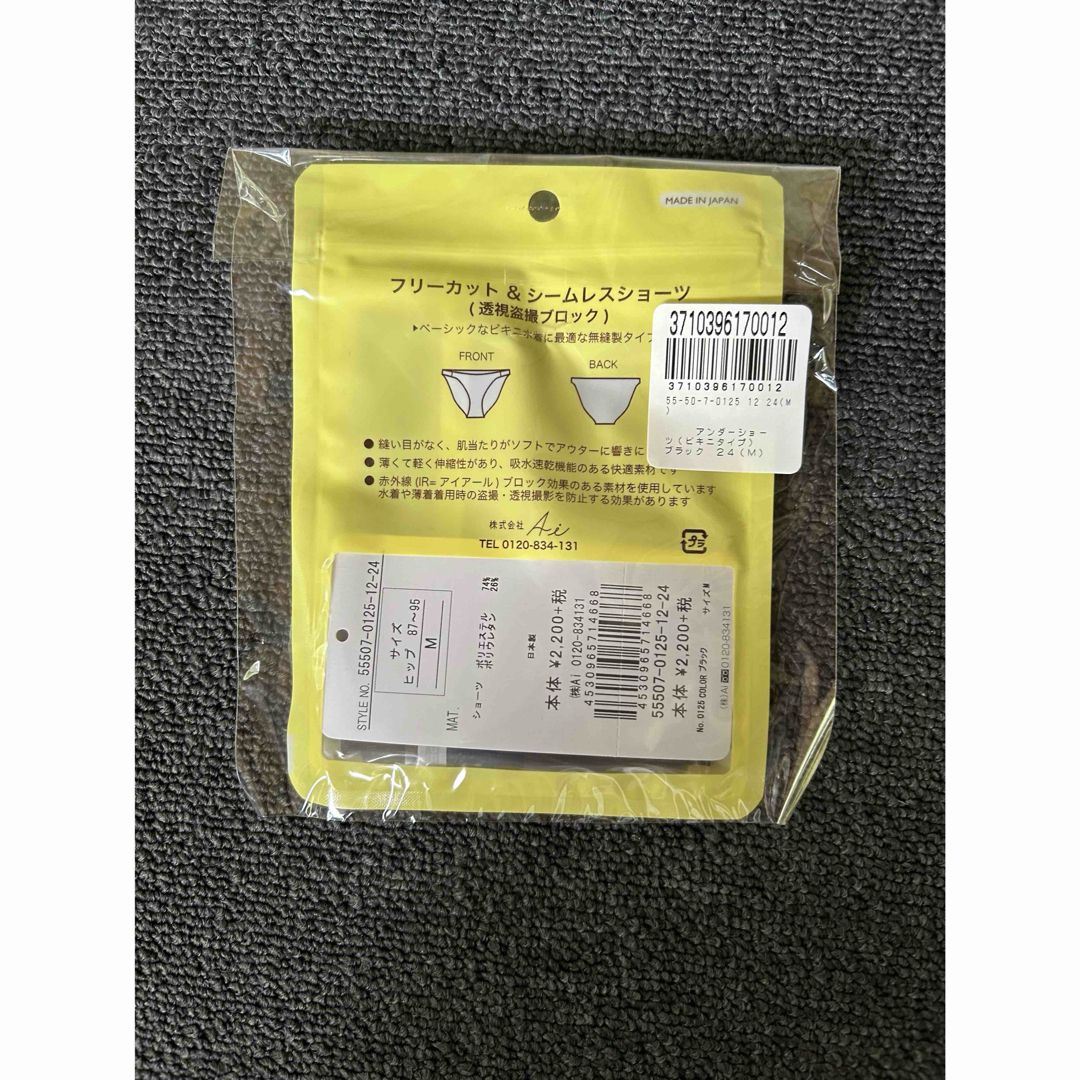 MADE IN JAPAN
フリーカット & シームレスショーツ
(透視盗撮ブロック)
▶ベーシックなビキニ水着に最適な無縫製タイプ
FRONT
BACK
3710396170012
3710396170012
55-50-7-0125 12 24(M
)
アンダーショー
ツ(ビキニタイプ)
ブラック 24(M)
● 縫い目がなく、肌当たりがソフトでアウターに響きに
● 薄くて軽く伸縮性があり、吸水速乾機能のある快適素材です
● 赤外線 (IR= アイアール ) ブロック効果のある素材を使用しています
水着や薄着着用時の盗撮・透視撮影を防止する効果があります
株式会社 Ai
TEL 0120-834-131
プラ
STYLE NO. 55507-0125-12-24
サイズ
ヒップ 87~95
M
MAT.
ショーツ ポリエステル 74%
ポリウレタン 26%
日本製
本体 ¥2,200+税
(株)Ai 0120-834131
4530965714668
4530965714668
55507-0125-12-24
本体 ¥2,200+税
No. 0125 COLOR ブラック サイズ M
(株)Ai 0120-834131